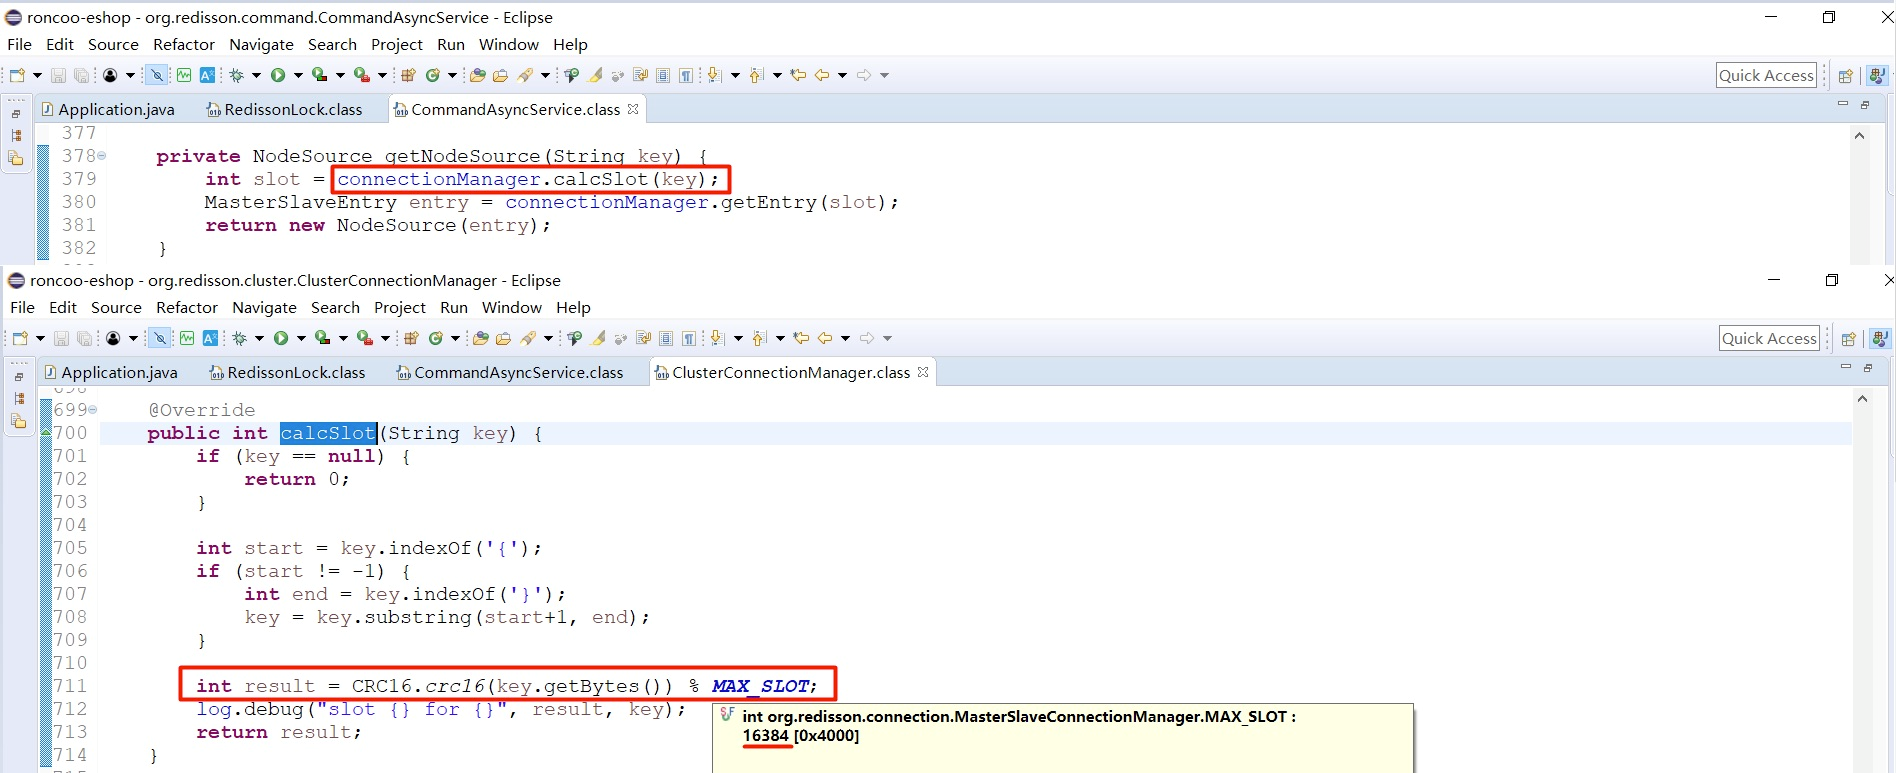 roncoo-eshop - org.redisson.command.CommandAsyncService - Eclipse
File Edit Source Refactor Navigate Search Project Run Window Help
Quick Access
Application.java RedissonLock.class CommandAsyncService.class
377
378 private NodeSource getNodeSource(String key) {
379 int slot = connectionManager.calcSlot(key);
380 MasterSlaveEntry entry = connectionManager.getEntry(slot);
381 return new NodeSource(entry);
382 }
roncoo-eshop - org.redisson.cluster.ClusterConnectionManager - Eclipse
File Edit Source Refactor Navigate Search Project Run Window Help
Quick Access
Application.java RedissonLock.class CommandAsyncService.class ClusterConnectionManager.class
699 @Override
700 public int calcSlot(String key) {
701 if (key == null) {
702 return 0;
703 }
704
705 int start = key.indexOf('{');
706 if (start != -1) {
707 int end = key.indexOf('}');
708 key = key.substring(start+1, end);
709 }
710
711 int result = CRC16.crc16(key.getBytes()) % MAX_SLOT;
712 log.debug("slot {} for {}", result, key);
713 return result;
714 }
int org.redisson.connection.MasterSlaveConnectionManager.MAX_SLOT :
16384 [0x4000]